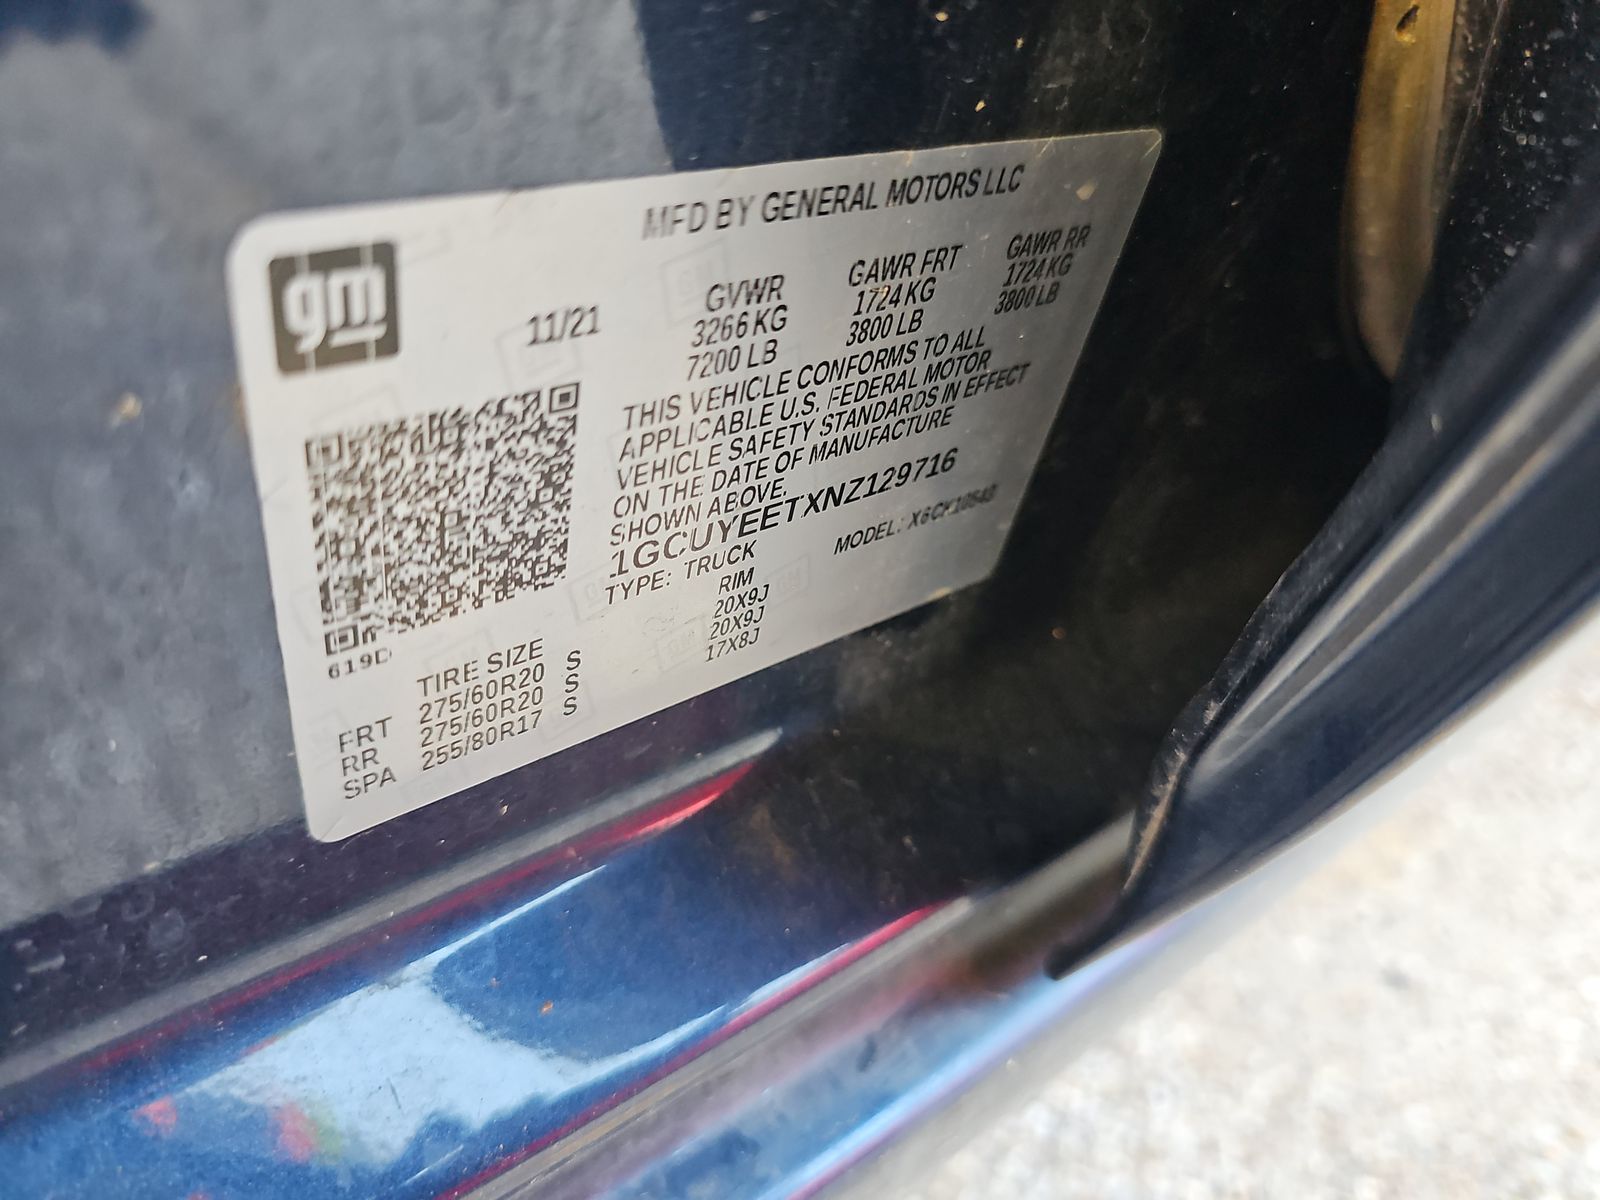 MFD BY GENERAL MOTORS LLC
gm
11/21
GVWR GAWR FRT GAWR RR
3266 KG 1724 KG 1724 KG
7200 LB 3800 LB 3800 LB
THIS VEHICLE CONFORMS TO ALL
APPLICABLE U.S. FEDERAL MOTOR
VEHICLE SAFETY STANDARDS IN EFFECT
ON THE DATE OF MANUFACTURE
SHOWN ABOVE.
1GCUYEETXNZ129716
TYPE: TRUCK MODEL:
619D
TIRE SIZE RIM
FRT 275/60R20 S 20X9J
RR 275/60R20 S 20X9J
SPA 255/80R17 S 17X8J